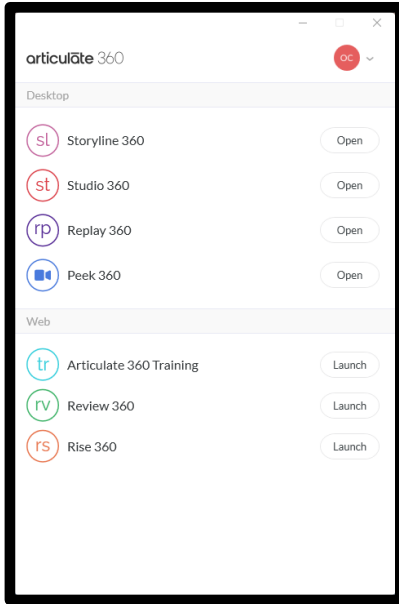 articulāte 360
OC
Desktop
sl Storyline 360 Open
st Studio 360 Open
rp Replay 360 Open
Peek 360 Open
Web
tr Articulate 360 Training Launch
rv Review 360 Launch
rs Rise 360 Launch